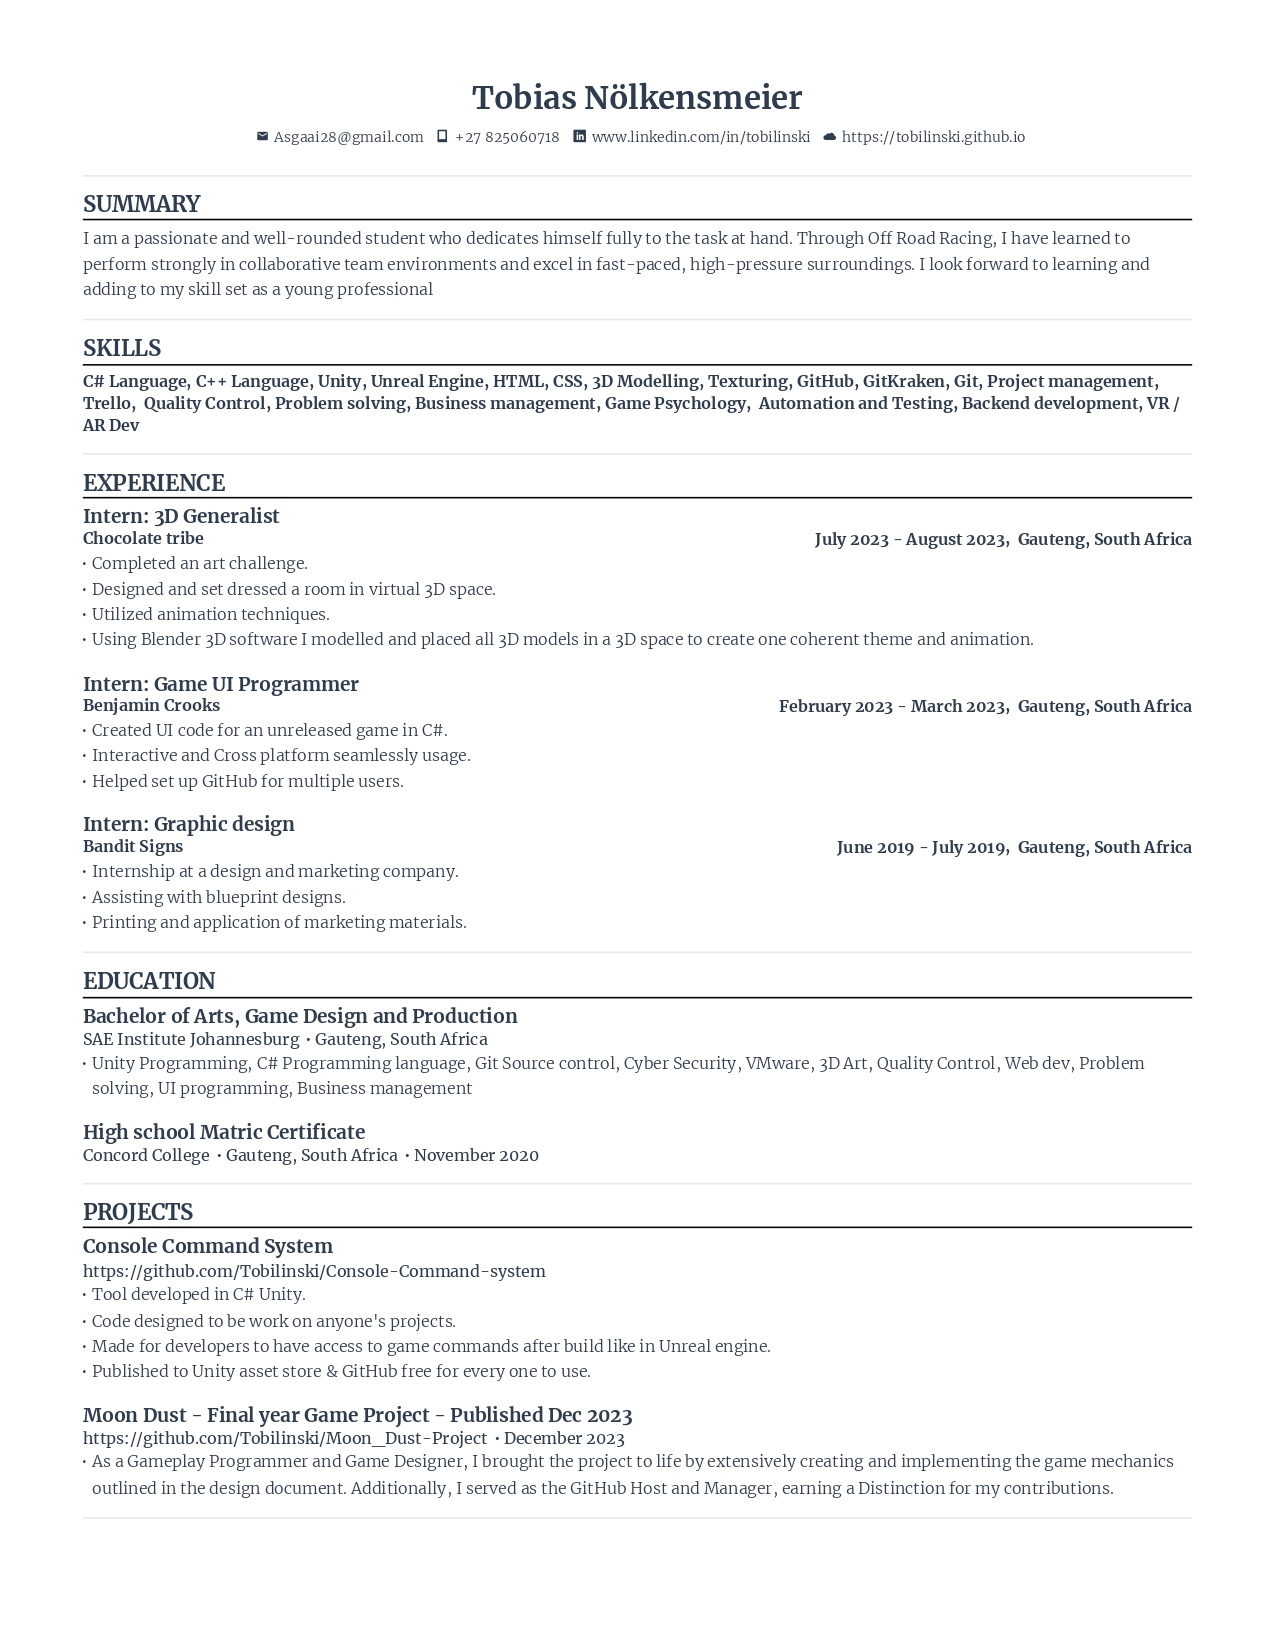 Tobias Nölkensmeier
Asgaai28@gmail.com +27 825060718 www.linkedin.com/in/tobilinski https://tobilinski.github.io
SUMMARY
I am a passionate and well-rounded student who dedicates himself fully to the task at hand. Through Off Road Racing, I have learned to
perform strongly in collaborative team environments and excel in fast-paced, high-pressure surroundings. I look forward to learning and
adding to my skill set as a young professional
SKILLS
C# Language, C++ Language, Unity, Unreal Engine, HTML, CSS, 3D Modelling, Texturing, GitHub, GitKraken, Git, Project management,
Trello,  Quality Control, Problem solving, Business management, Game Psychology,  Automation and Testing, Backend development, VR /
AR Dev
EXPERIENCE
Intern: 3D Generalist
Chocolate tribe July 2023 - August 2023,  Gauteng, South Africa
• Completed an art challenge.
• Designed and set dressed a room in virtual 3D space.
• Utilized animation techniques.
• Using Blender 3D software I modelled and placed all 3D models in a 3D space to create one coherent theme and animation.
Intern: Game UI Programmer
Benjamin Crooks February 2023 - March 2023,  Gauteng, South Africa
• Created UI code for an unreleased game in C#.
• Interactive and Cross platform seamlessly usage.
• Helped set up GitHub for multiple users.
Intern: Graphic design
Bandit Signs June 2019 - July 2019,  Gauteng, South Africa
• Internship at a design and marketing company.
• Assisting with blueprint designs.
• Printing and application of marketing materials.
EDUCATION
Bachelor of Arts, Game Design and Production
SAE Institute Johannesburg • Gauteng, South Africa
• Unity Programming, C# Programming language, Git Source control, Cyber Security, VMware, 3D Art, Quality Control, Web dev, Problem
solving, UI programming, Business management
High school Matric Certificate
Concord College • Gauteng, South Africa • November 2020
PROJECTS
Console Command System
https://github.com/Tobilinski/Console-Command-system
• Tool developed in C# Unity.
• Code designed to be work on anyone's projects.
• Made for developers to have access to game commands after build like in Unreal engine.
• Published to Unity asset store & GitHub free for every one to use.
Moon Dust - Final year Game Project - Published Dec 2023
https://github.com/Tobilinski/Moon_Dust-Project • December 2023
• As a Gameplay Programmer and Game Designer, I brought the project to life by extensively creating and implementing the game mechanics
outlined in the design document. Additionally, I served as the GitHub Host and Manager, earning a Distinction for my contributions.